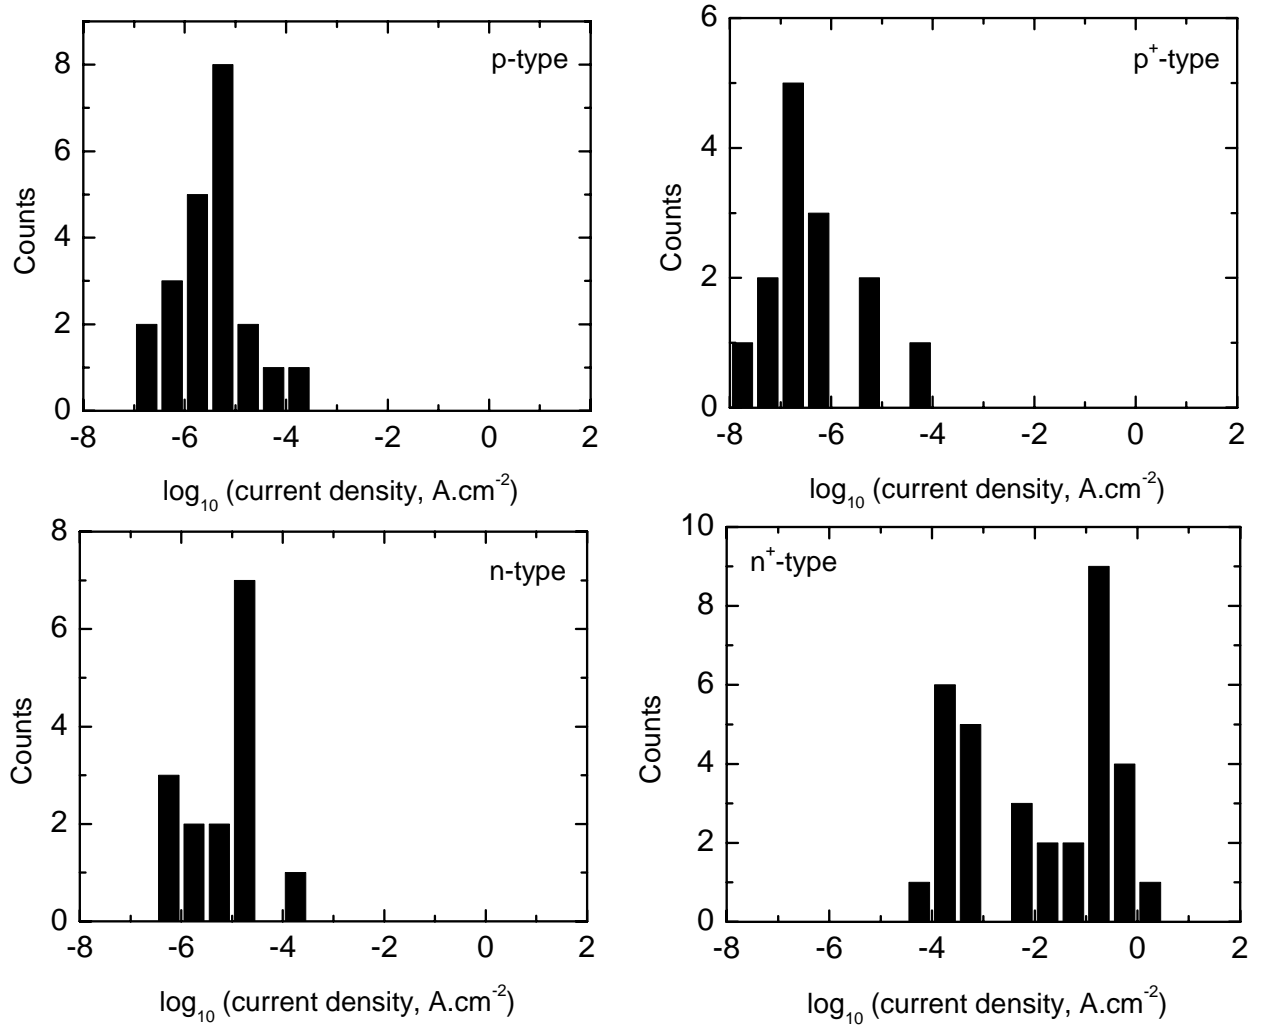 p-type
8
6
4
2
0
Counts
-8 -6 -4 -2 0 2
log₁₀ (current density, A.cm⁻²)
p⁺-type
6
4
2
0
Counts
-8 -6 -4 -2 0 2
log₁₀ (current density, A.cm⁻²)
n-type
8
6
4
2
0
Counts
-8 -6 -4 -2 0 2
log₁₀ (current density, A.cm⁻²)
n⁺-type
10
8
6
4
2
0
Counts
-8 -6 -4 -2 0 2
log₁₀ (current density, A.cm⁻²)